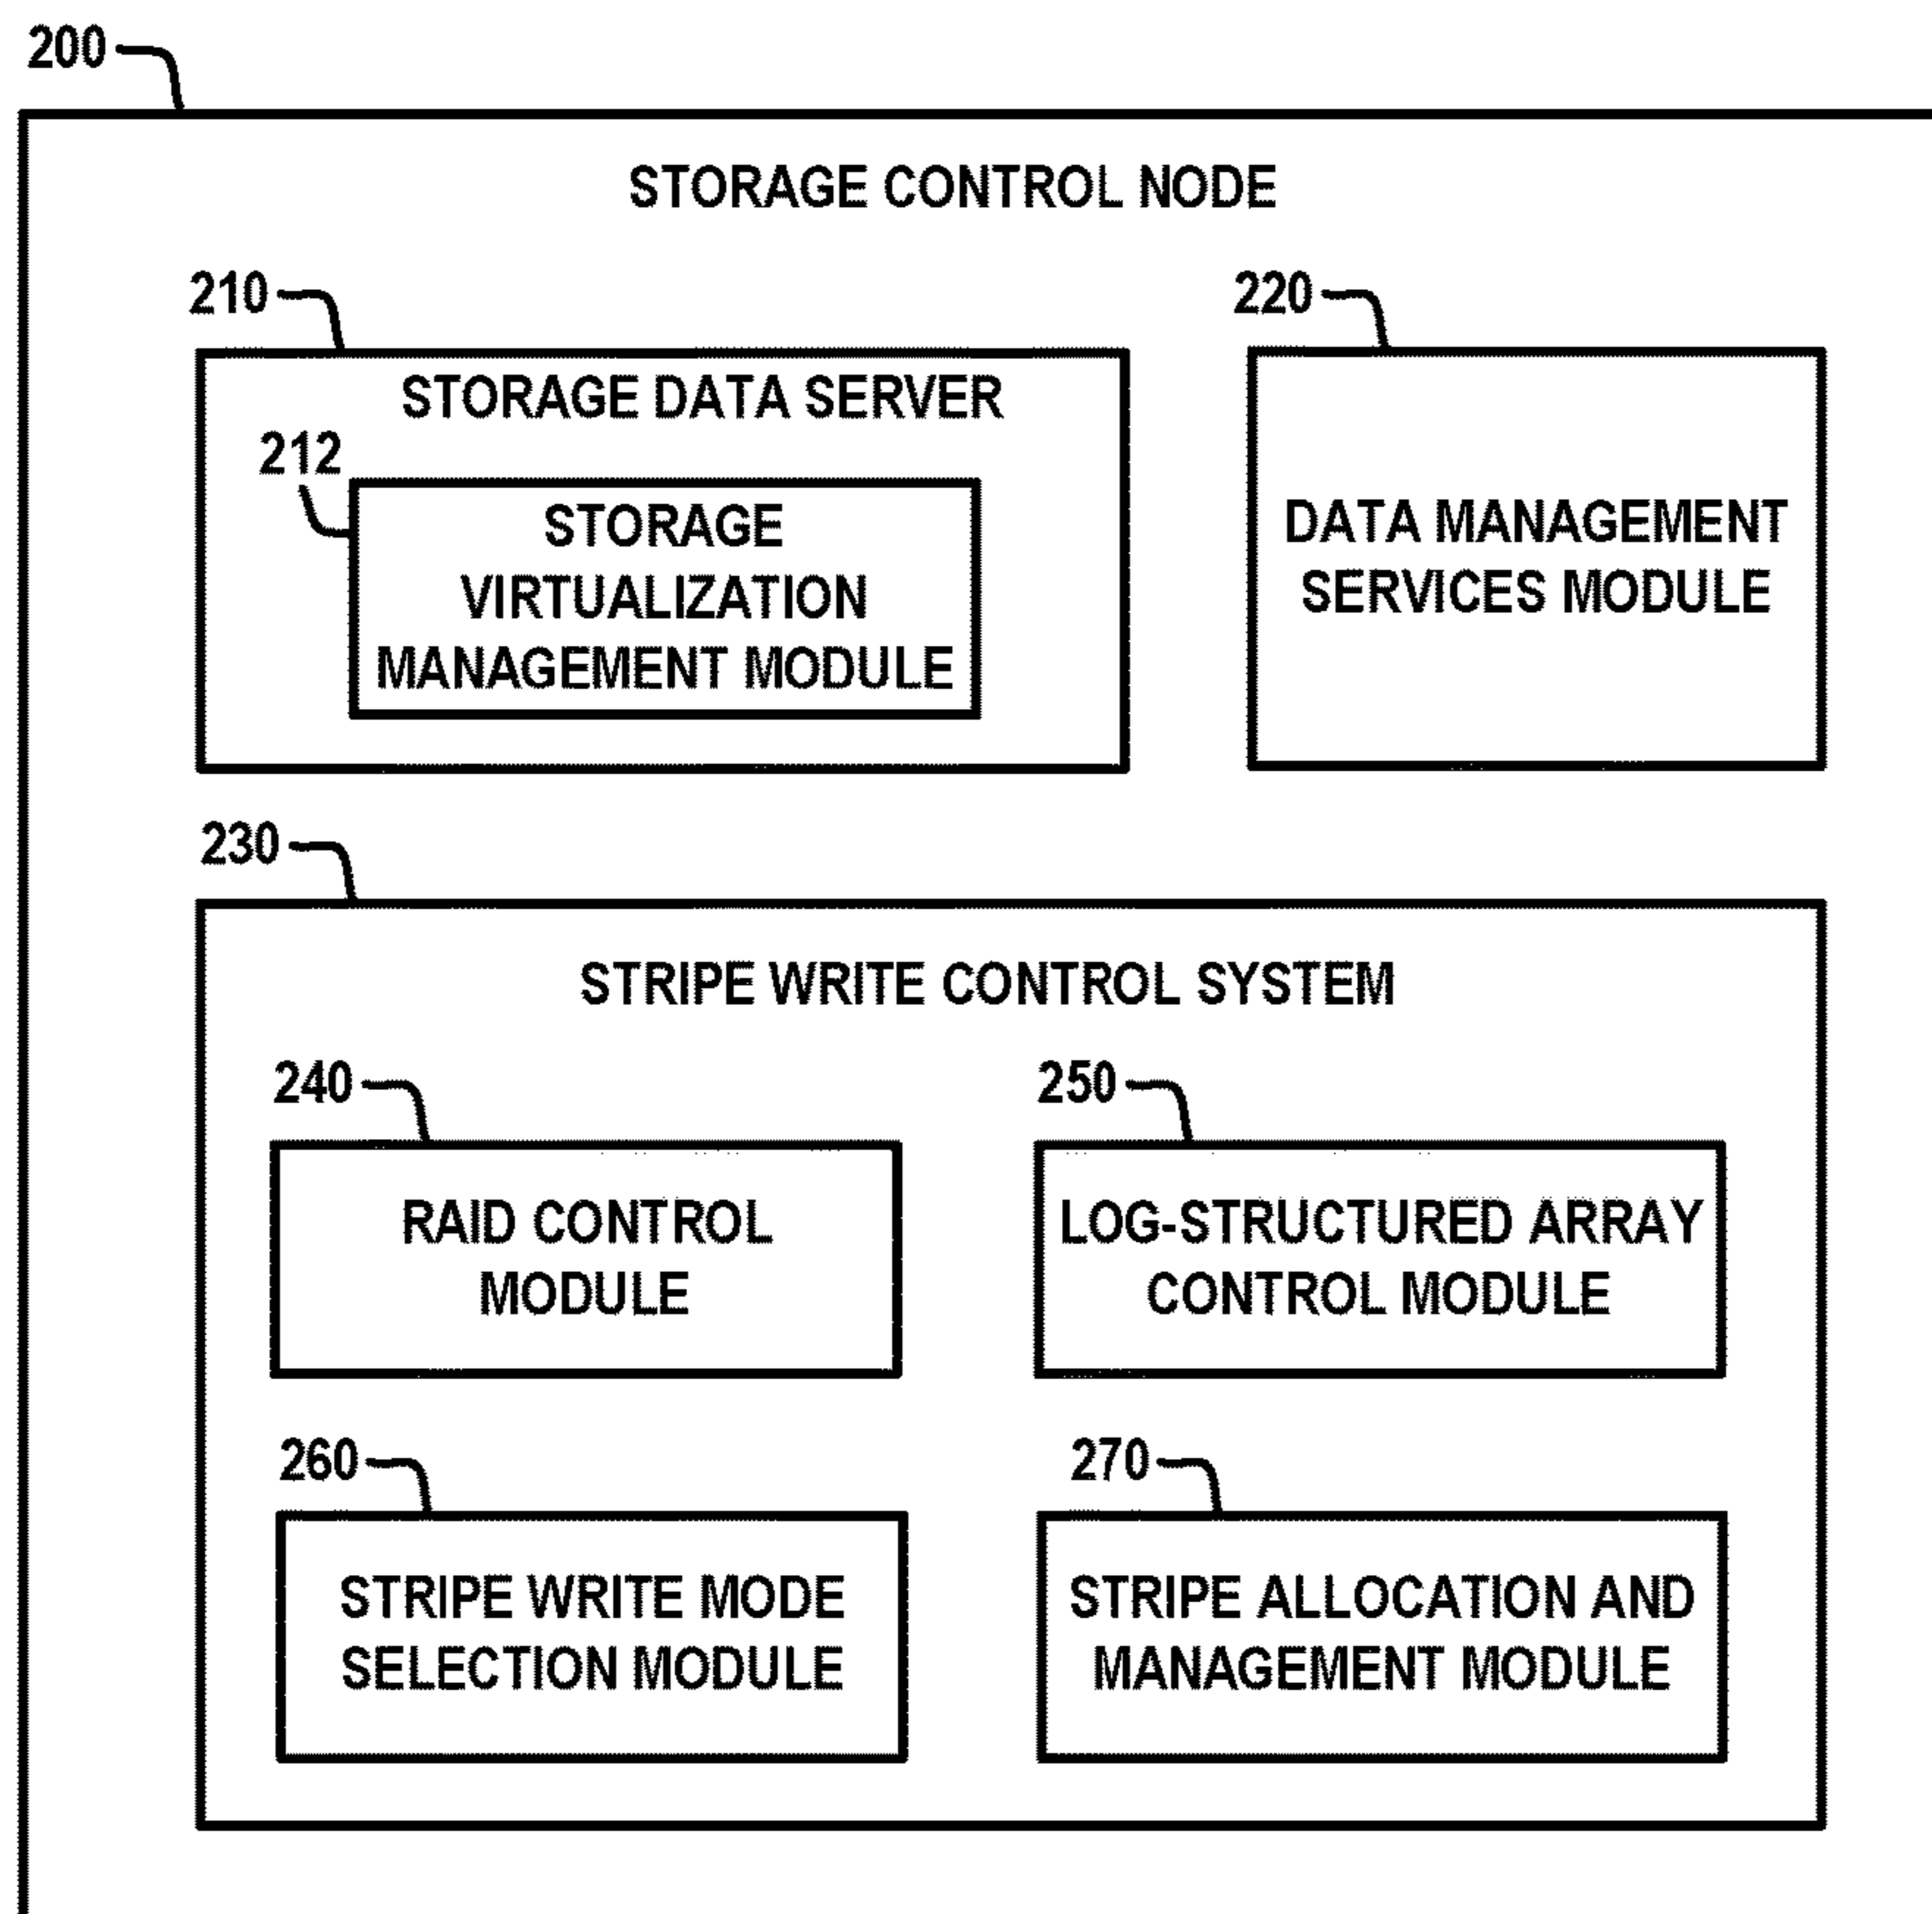 200
STORAGE CONTROL NODE
210
220
STORAGE DATA SERVER
212
STORAGE
VIRTUALIZATION
MANAGEMENT MODULE
DATA MANAGEMENT
SERVICES MODULE
230
STRIPE WRITE CONTROL SYSTEM
240
250
RAID CONTROL
MODULE
LOG-STRUCTURED ARRAY
CONTROL MODULE
260
270
STRIPE WRITE MODE
SELECTION MODULE
STRIPE ALLOCATION AND
MANAGEMENT MODULE